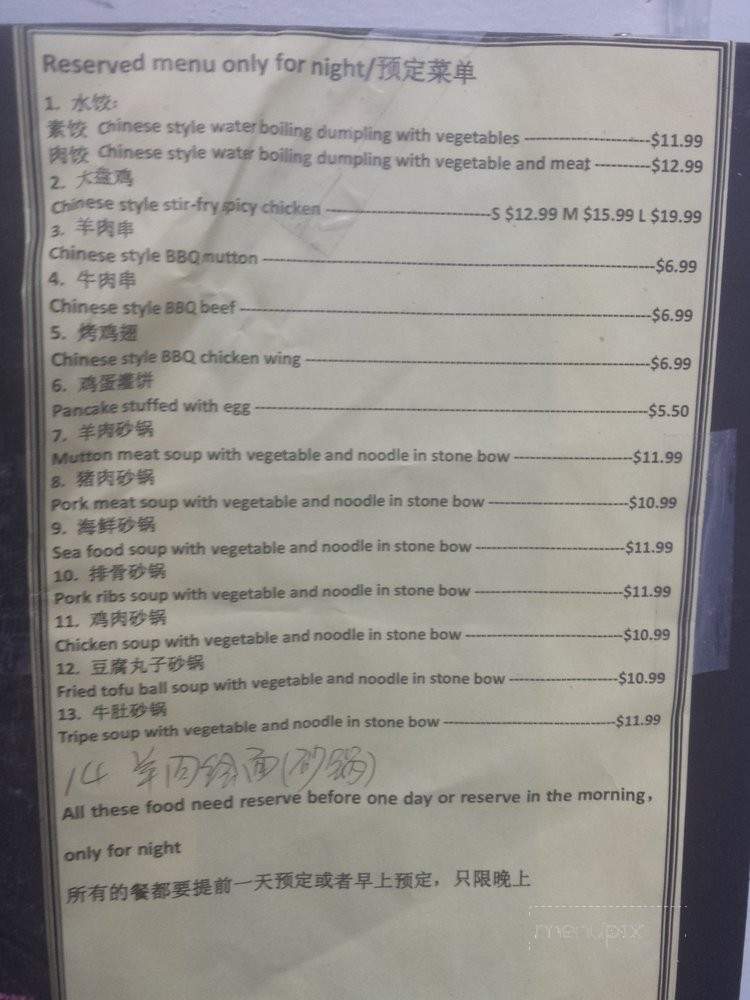 Reserved menu only for night/预定菜单
1. 水饺:
素饺 Chinese style water boiling dumpling with vegetables --------------------$11.99
肉饺 Chinese style water boiling dumpling with vegetable and meat ----------$12.99
2. 大盘鸡
Chinese style stir-fry spicy chicken --------------------------S $12.99 M $15.99 L $19.99
3. 羊肉串
Chinese style BBQ mutton ------------------------------------------------------------$6.99
4. 牛肉串
Chinese style BBQ beef ---------------------------------------------------------------$6.99
5. 烤鸡翅
Chinese style BBQ chicken wing ------------------------------------------------------$6.99
6. 鸡蛋灌饼
Pancake stuffed with egg -------------------------------------------------------------$5.50
7. 羊肉砂锅
Mutton meat soup with vegetable and noodle in stone bow -------------------$11.99
8. 猪肉砂锅
Pork meat soup with vegetable and noodle in stone bow -----------------------$10.99
9. 海鲜砂锅
Sea food soup with vegetable and noodle in stone bow -------------------------$11.99
10. 排骨砂锅
Pork ribs soup with vegetable and noodle in stone bow -------------------------$11.99
11. 鸡肉砂锅
Chicken soup with vegetable and noodle in stone bow --------------------------$10.99
12. 豆腐丸子砂锅
Fried tofu ball soup with vegetable and noodle in stone bow ------------------$10.99
13. 牛肚砂锅
Tripe soup with vegetable and noodle in stone bow -----------------------------$11.99
14 羊肉烩面(砂锅)
All these food need reserve before one day or reserve in the morning,
only for night
所有的餐都要提前一天预定或者早上预定，只限晚上
menupix